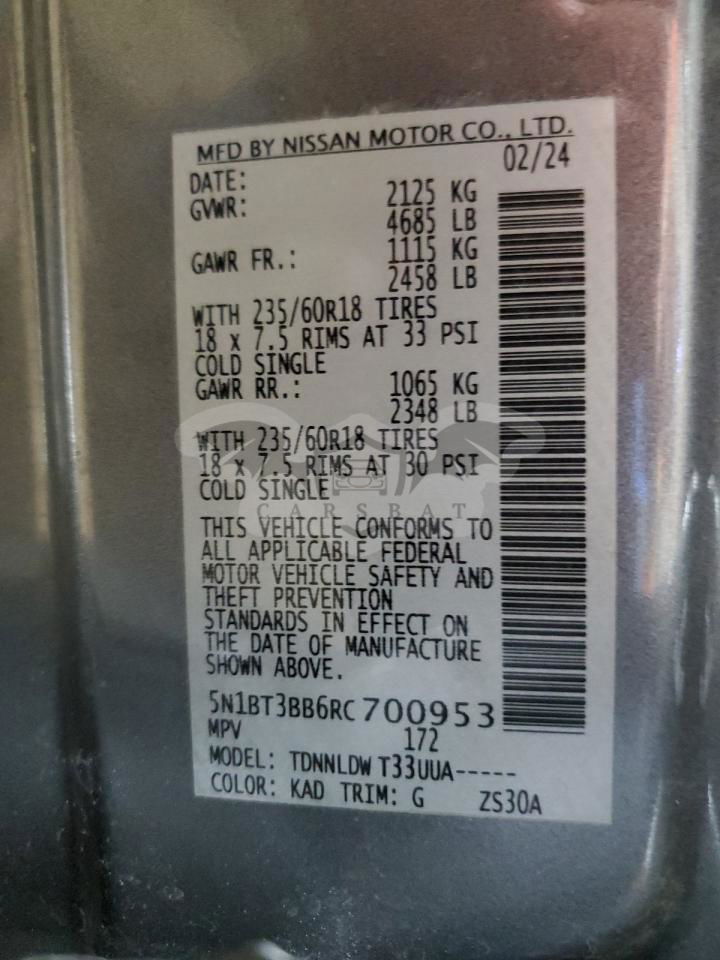 MFD BY NISSAN MOTOR CO., LTD.
DATE: 02/24
GVWR: 2125 KG
4685 LB
GAWR FR.: 1115 KG
2458 LB
WITH 235/60R18 TIRES
18 x 7.5 RIMS AT 33 PSI
COLD SINGLE
GAWR RR.: 1065 KG
2348 LB
WITH 235/60R18 TIRES
18 x 7.5 RIMS AT 30 PSI
COLD SINGLE
CARSBAT
THIS VEHICLE CONFORMS TO
ALL APPLICABLE FEDERAL
MOTOR VEHICLE SAFETY AND
THEFT PREVENTION
STANDARDS IN EFFECT ON
THE DATE OF MANUFACTURE
SHOWN ABOVE.
5N1BT3BB6RC700953
MPV 172
MODEL: TDNNLDW T33UUA-----
COLOR: KAD TRIM: G ZS30A